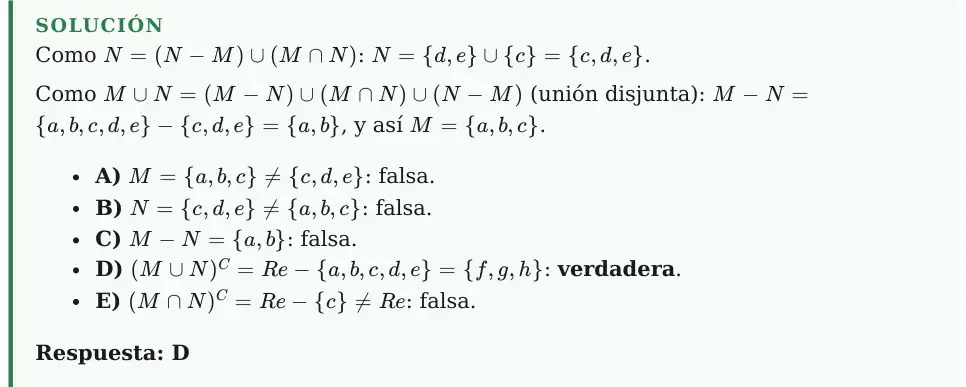 SOLUCIÓN
Como N = (N − M) ∪ (M ∩ N): N = {d, e} ∪ {c} = {c, d, e}.
Como M ∪ N = (M − N) ∪ (M ∩ N) ∪ (N − M) (unión disjunta): M − N =
{a, b, c, d, e} − {c, d, e} = {a, b}, y así M = {a, b, c}.
• A) M = {a, b, c} ≠ {c, d, e}: falsa.
• B) N = {c, d, e} ≠ {a, b, c}: falsa.
• C) M − N = {a, b}: falsa.
• D) (M ∪ N)^C = Re − {a, b, c, d, e} = {f, g, h}: verdadera.
• E) (M ∩ N)^C = Re − {c} ≠ Re: falsa.
Respuesta: D